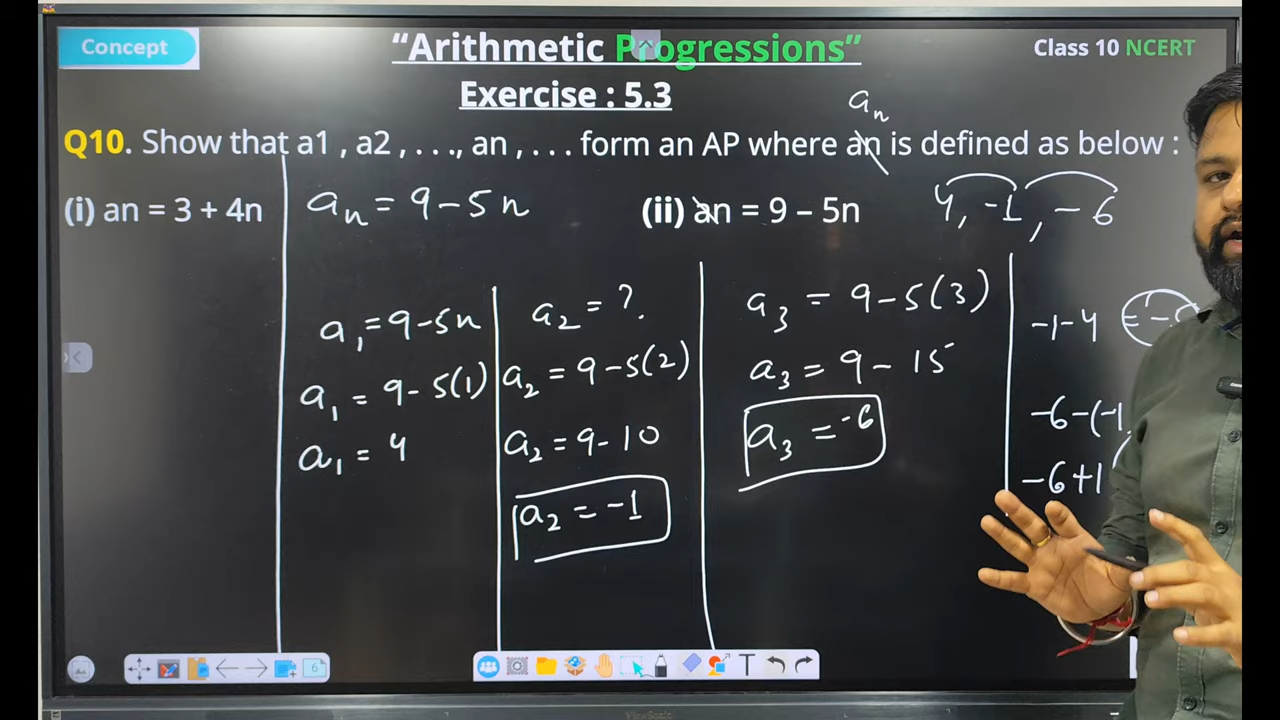 Concept
“Arithmetic Progressions”
Class 10 NCERT
Exercise : 5.3
an
Q10. Show that a1 , a2 , . . ., an , . . . form an AP where an is defined as below :
(i) an = 3 + 4n
an = 9 - 5n
(ii) an = 9 – 5n
4, -1, -6
a1 = 9-5n
a1 = 9-5(1)
a1 = 4
a2 = ?
a2 = 9-5(2)
a2 = 9-10
a2 = -1
a3 = 9-5(3)
a3 = 9-15
a3 = -6
-1-4
-6-(-1
-6+1
6
T
ViewSonic